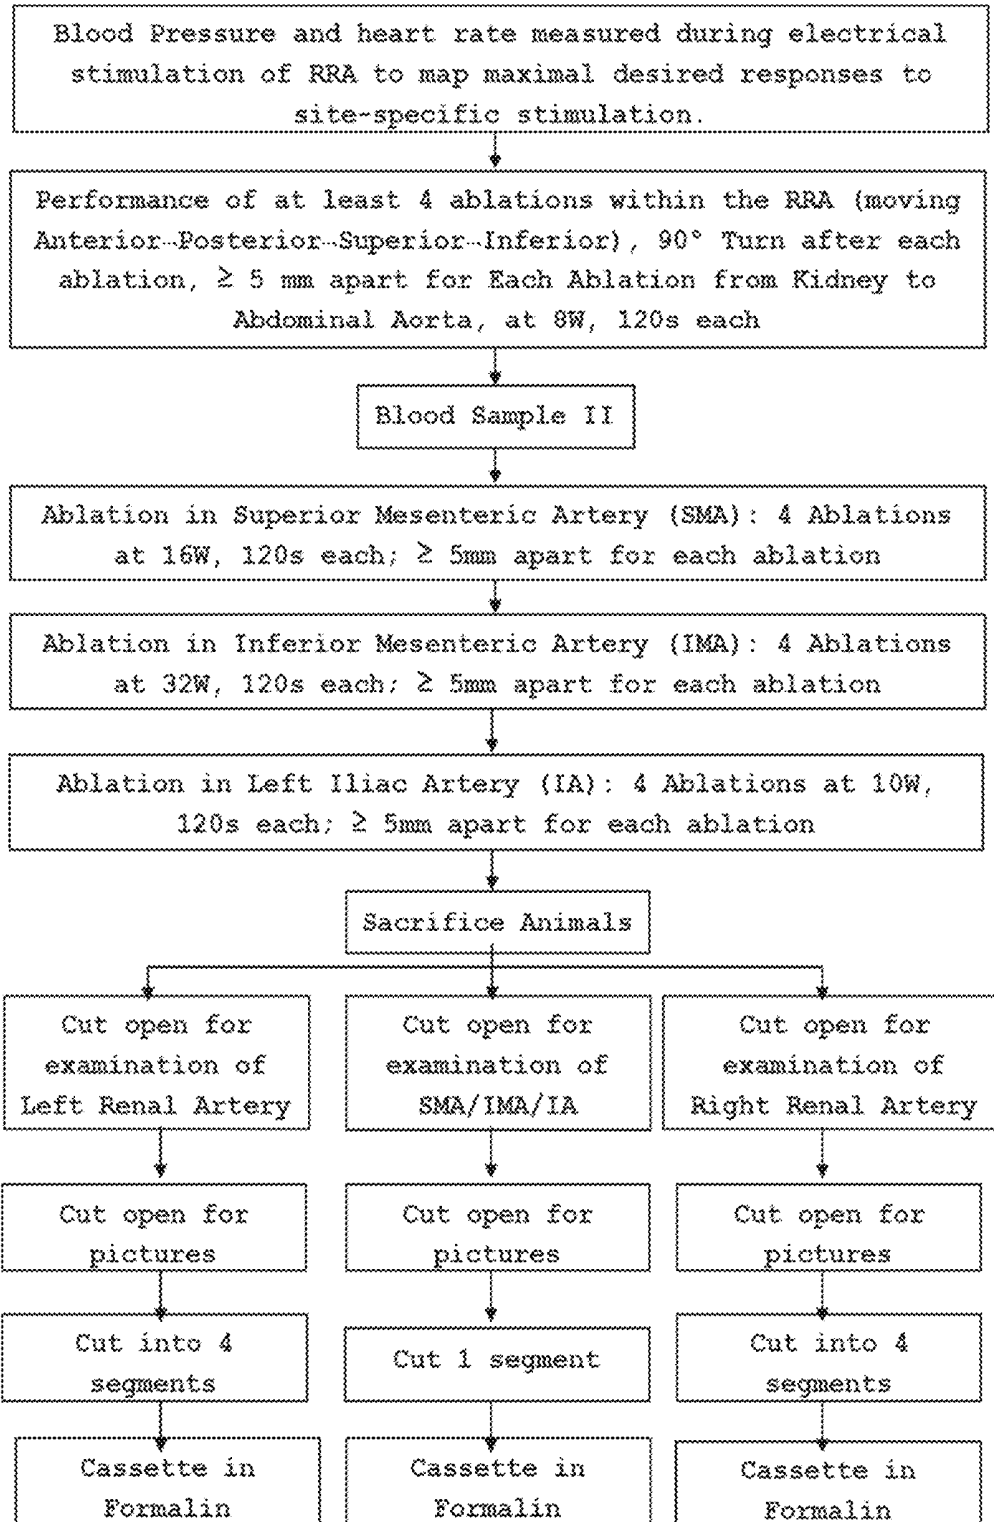 Blood Pressure and heart rate measured during electrical
stimulation of RRA to map maximal desired responses to
site-specific stimulation.
Performance of at least 4 ablations within the RRA (moving
Anterior--Posterior--Superior--Inferior), 90° Turn after each
ablation, ≥ 5 mm apart for Each Ablation from Kidney to
Abdominal Aorta, at 8W, 120s each
Blood Sample II
Ablation in Superior Mesenteric Artery (SMA): 4 Ablations
at 16W, 120s each; ≥ 5mm apart for each ablation
Ablation in Inferior Mesenteric Artery (IMA): 4 Ablations
at 32W, 120s each; ≥ 5mm apart for each ablation
Ablation in Left Iliac Artery (IA): 4 Ablations at 10W,
120s each; ≥ 5mm apart for each ablation
Sacrifice Animals
Cut open for
examination of
Left Renal Artery
Cut open for
examination of
SMA/IMA/IA
Cut open for
examination of
Right Renal Artery
Cut open for
pictures
Cut open for
pictures
Cut open for
pictures
Cut into 4
segments
Cut 1 segment
Cut into 4
segments
Cassette in
Formalin
Cassette in
Formalin
Cassette in
Formalin